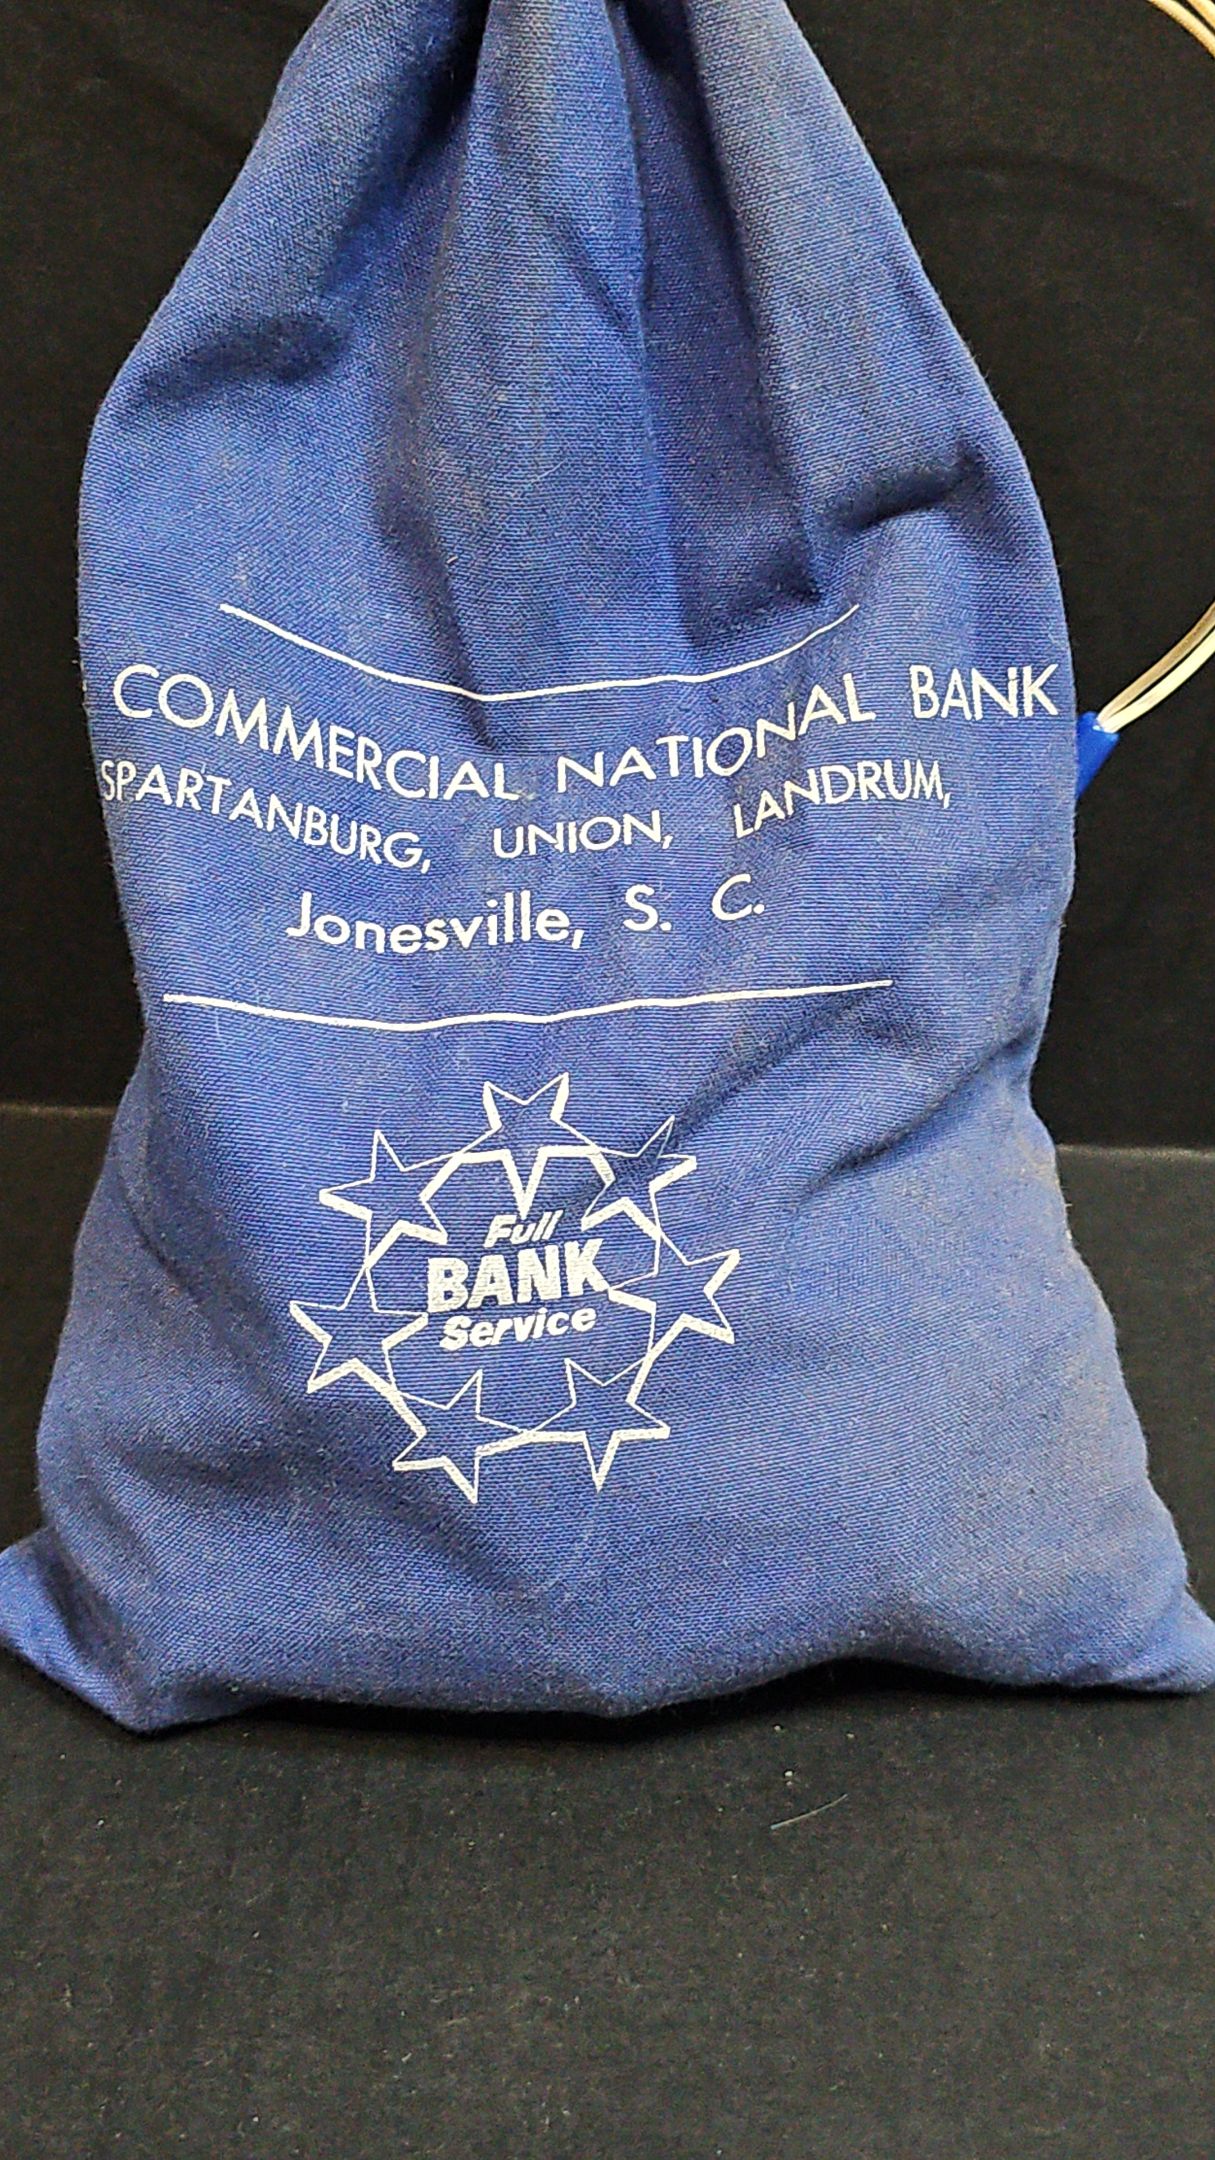 COMMERCIAL NATIONAL BANK
SPARTANBURG, UNION, LANDRUM,
Jonesville, S. C.
Full
BANK
Service